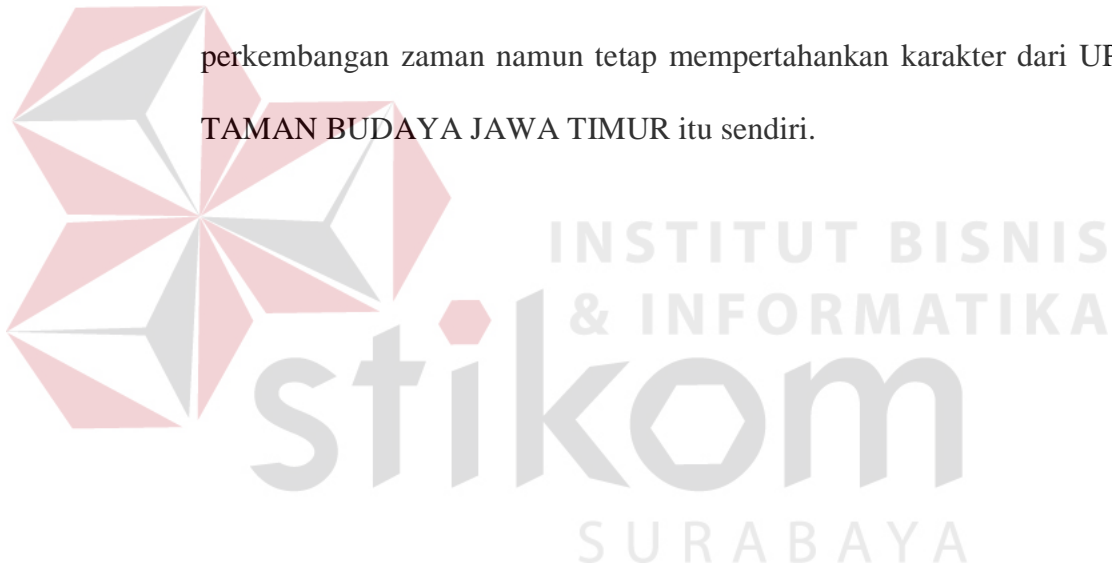 perkembangan zaman namun tetap mempertahankan karakter dari
TAMAN BUDAYA JAWA TIMUR itu sendiri.
INSTITUT BISNIS
& INFORMATIKA
stikom
SURABAYA